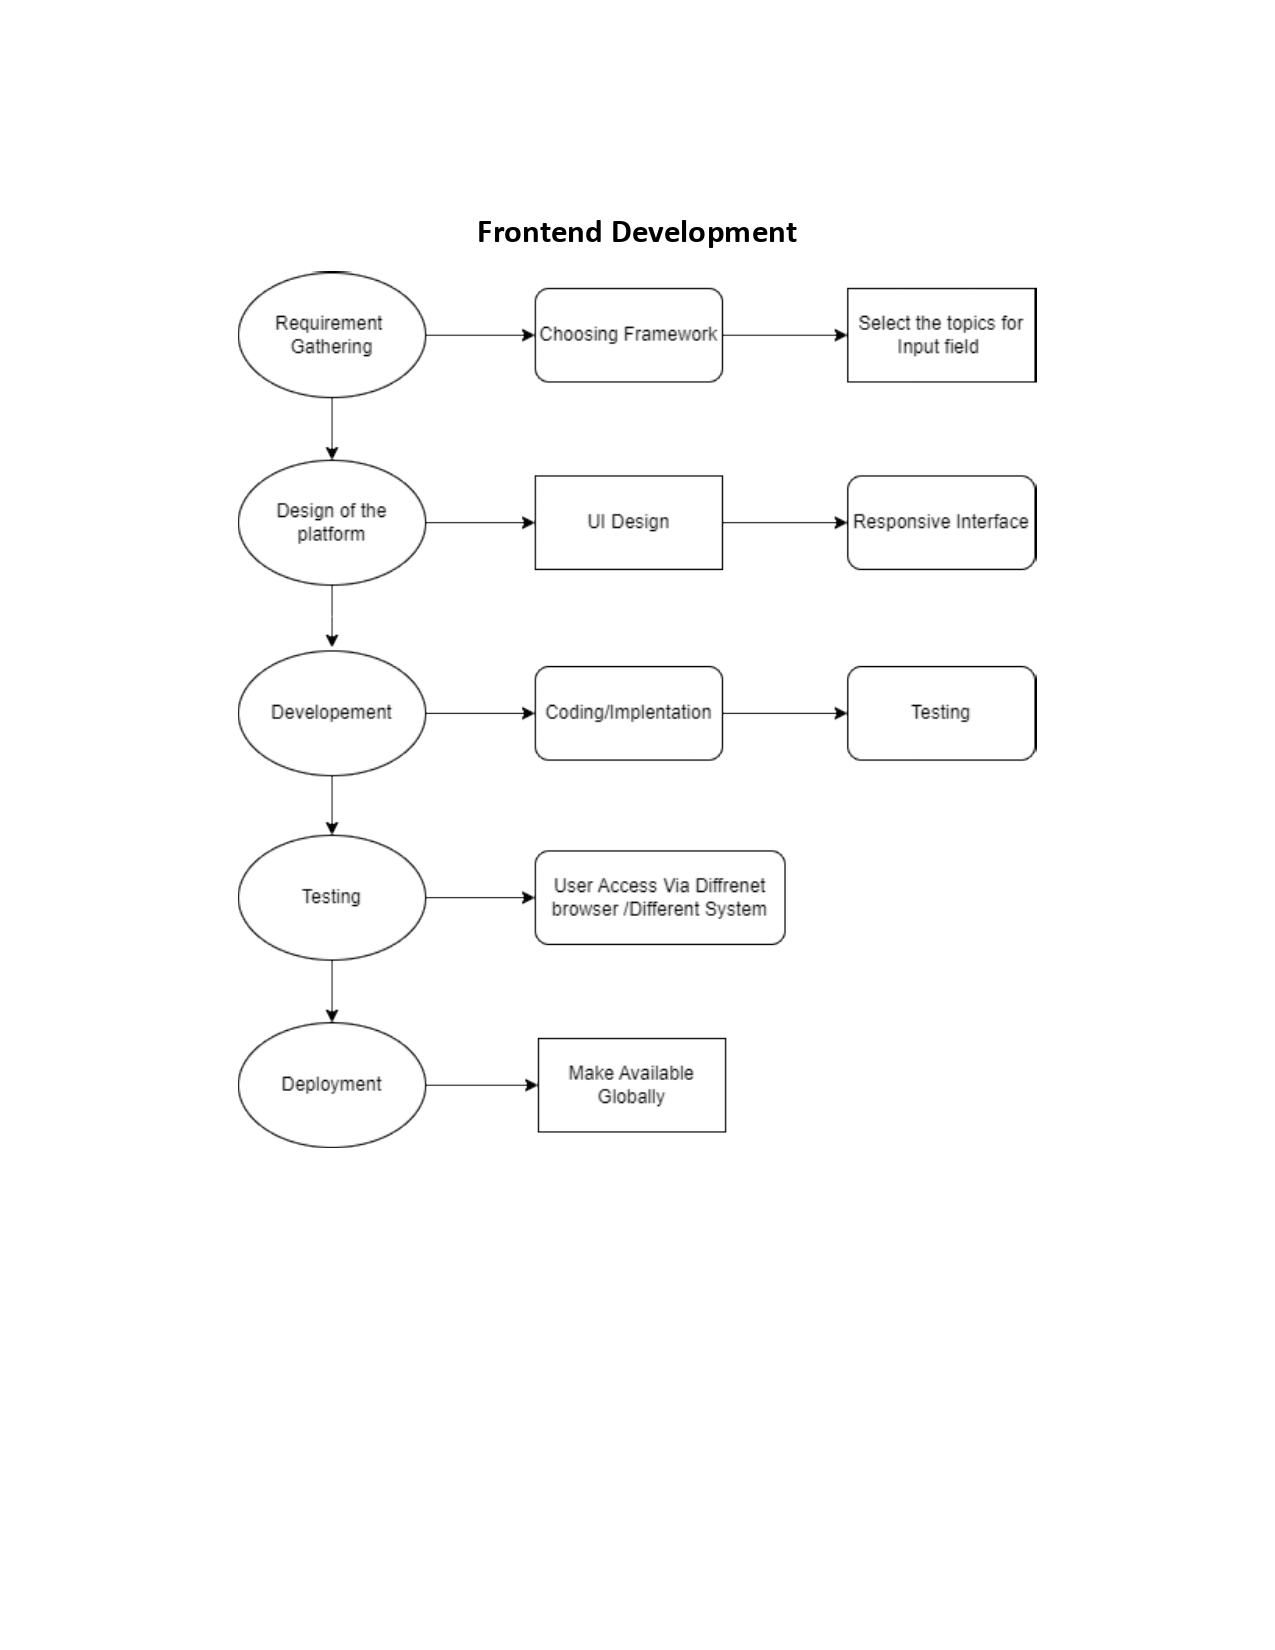 Frontend Development
Requirement
Gathering
Choosing Framework
Select the topics for
Input field
Design of the
platform
UI Design
Responsive Interface
Developement
Coding/Implentation
Testing
Testing
User Access Via Diffrenet
browser /Different System
Deployment
Make Available
Globally